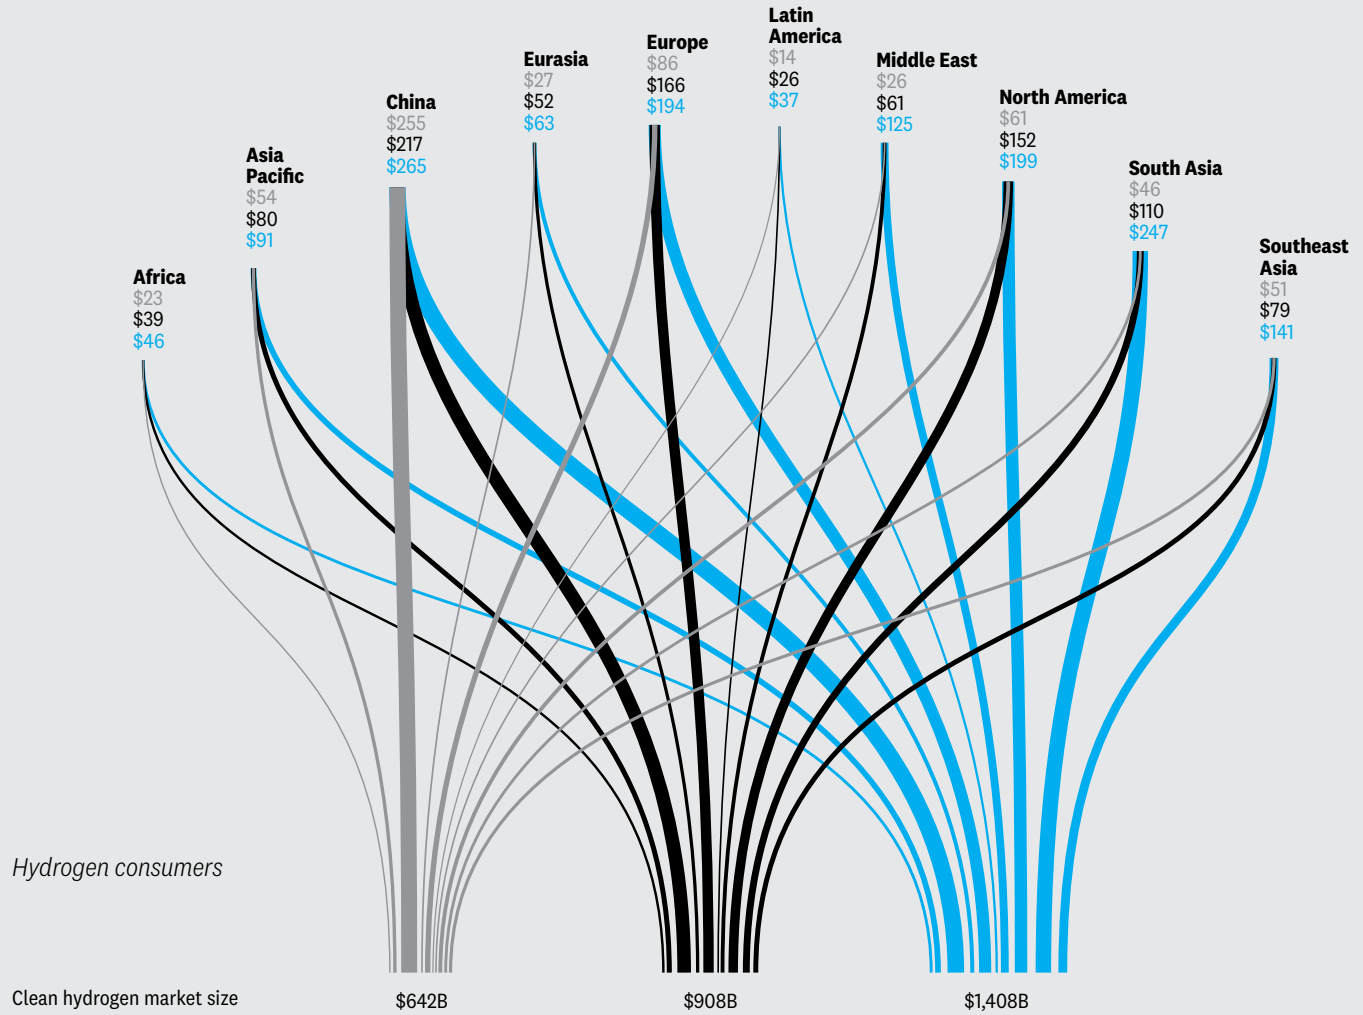 Latin
America
$14
$26
$37
Europe
$86
$166
$194
Eurasia
$27
$52
$63
Middle East
$26
$61
$125
China
$255
$217
$265
North America
$61
$152
$199
Asia
Pacific
$54
$80
$91
South Asia
$46
$110
$247
Southeast
Asia
$51
$79
$141
Africa
$23
$39
$46
Hydrogen consumers
Clean hydrogen market size
$642B
$908B
$1,408B